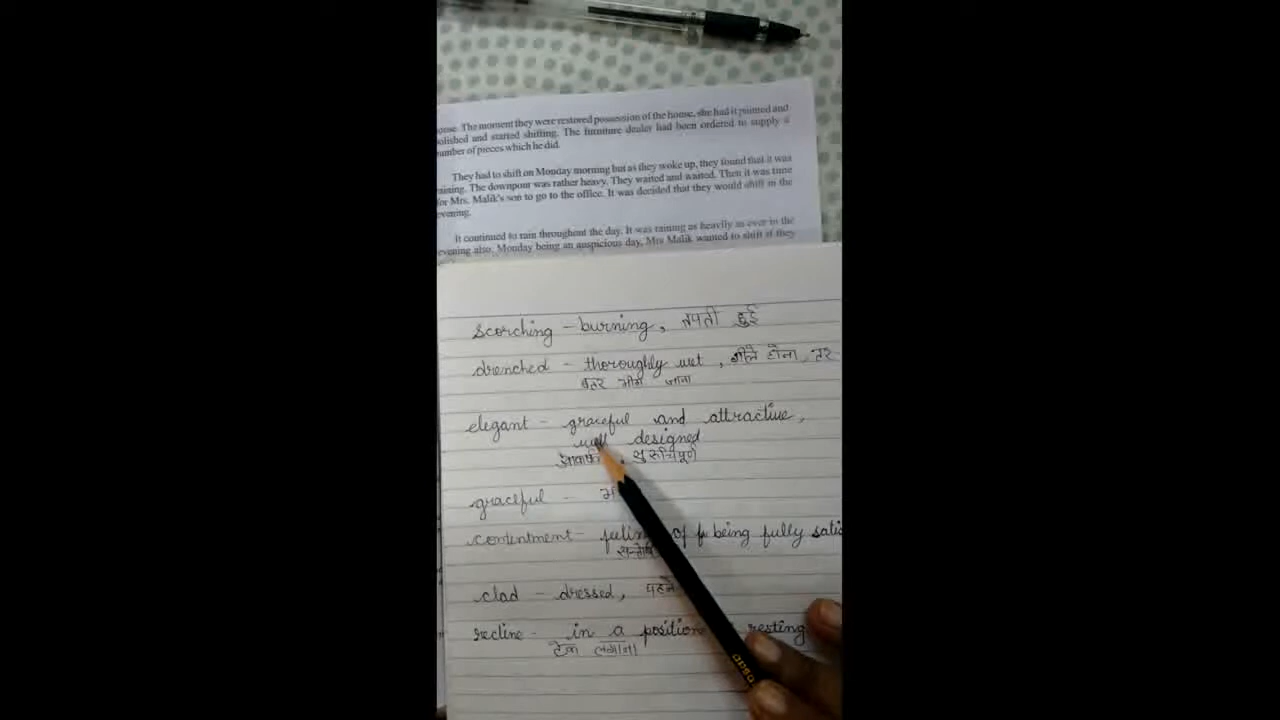 ouse. The moment they were restored possession of the house, she had it painted and
olished and started shifting. The furniture dealer had been ordered to supply a
number of pieces which he did.
They had to shift on Monday morning but as they woke up, they found that it was
raining. The downpour was rather heavy. They waited and waited. Then it was time
for Mrs. Malik's son to go to the office. It was decided that they would shift in the
evening.
It continued to rain throughout the day. It was raining as heavily as ever in the
evening also. Monday being an auspicious day, Mrs Malik wanted to shift if they
scorching - burning, तपती हुई
drenched - thoroughly wet, गीले होना तर
बतर भीग जाना
elegant - graceful and attractive,
well designed
सुरूचिपूर्ण
graceful -
contentment - feeling of being fully satis
clad - dressed, पहने
recline - in a position resting
टेक लगाना